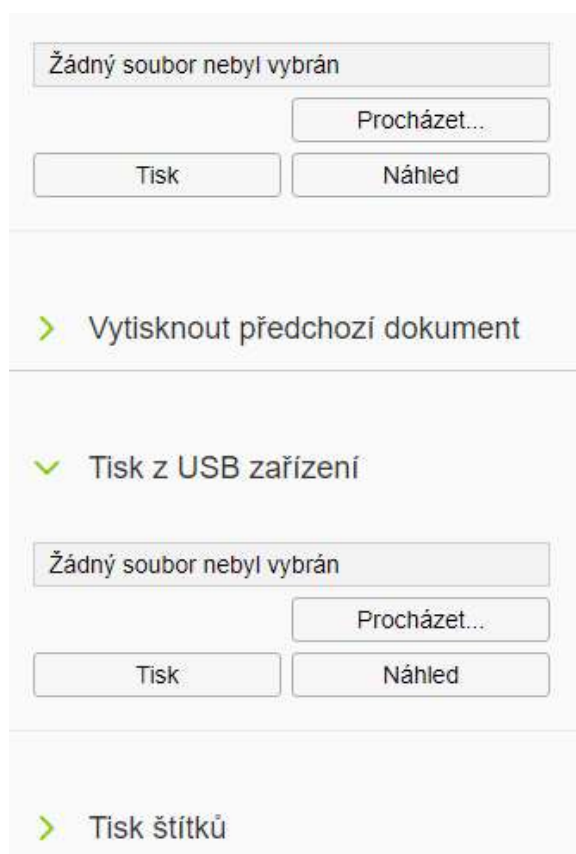 Žádný soubor nebyl vybrán
Procházet...
Tisk Náhled
Vytisknout předchozí dokument
Tisk z USB zařízení
Žádný soubor nebyl vybrán
Procházet...
Tisk Náhled
Tisk štítků